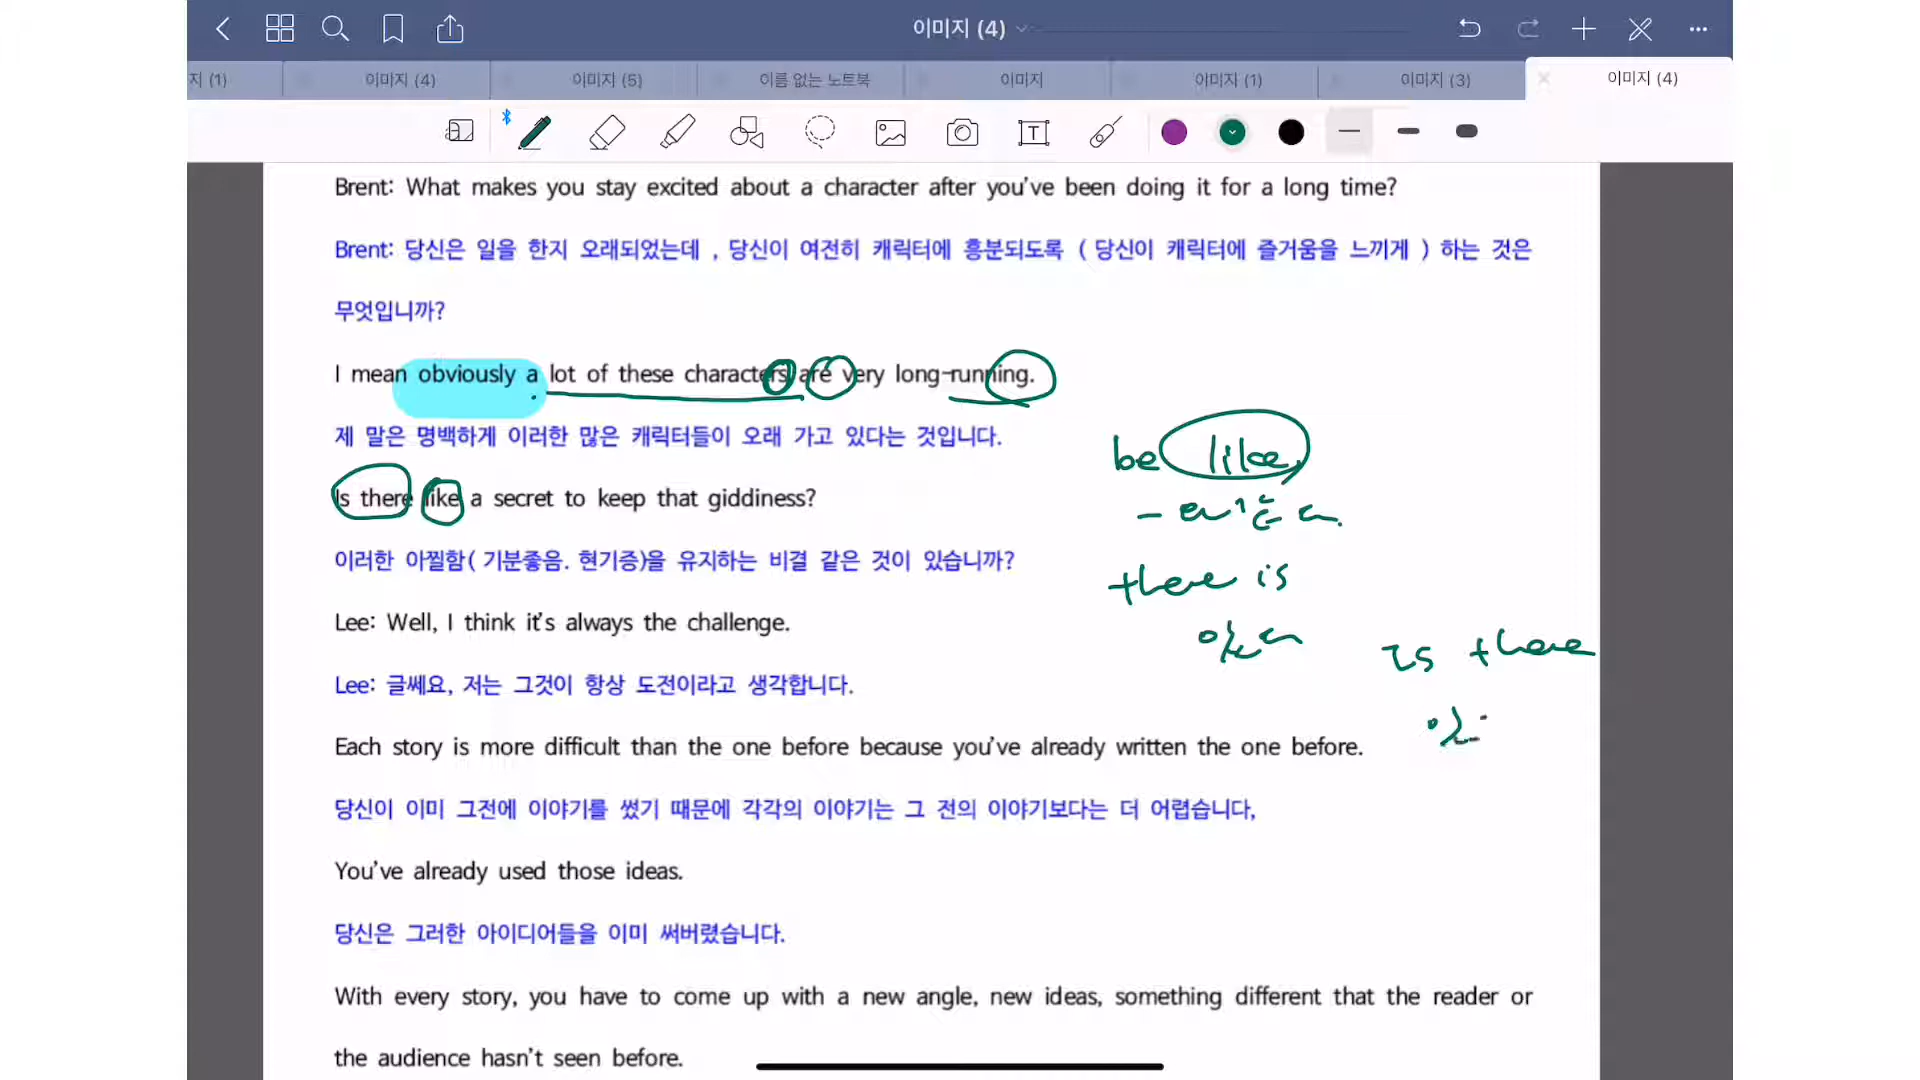 이미지 (4)
지 (1)
이미지 (4)
이미지 (5)
이름 없는 노트북
이미지
이미지 (1)
이미지 (3)
이미지 (4)
Brent: What makes you stay excited about a character after you've been doing it for a long time?
Brent: 당신은 일을 한지 오래되었는데 , 당신이 여전히 캐릭터에 흥분되도록 ( 당신이 캐릭터에 즐거움을 느끼게 ) 하는 것은
무엇입니까?
I mean obviously a lot of these characters are very long-running.
제 말은 명백하게 이러한 많은 캐릭터들이 오래 가고 있다는 것입니다.
be like
Is there like a secret to keep that giddiness?
이러한 아찔함( 기분좋음. 현기증)을 유지하는 비결 같은 것이 있습니까?
there is
Lee: Well, I think it's always the challenge.
있다
is there
Lee: 글쎄요, 저는 그것이 항상 도전이라고 생각합니다.
Each story is more difficult than the one before because you've already written the one before.
당신이 이미 그전에 이야기를 썼기 때문에 각각의 이야기는 그 전의 이야기보다는 더 어렵습니다,
You've already used those ideas.
당신은 그러한 아이디어들을 이미 써버렸습니다.
With every story, you have to come up with a new angle, new ideas, something different that the reader or
the audience hasn't seen before.